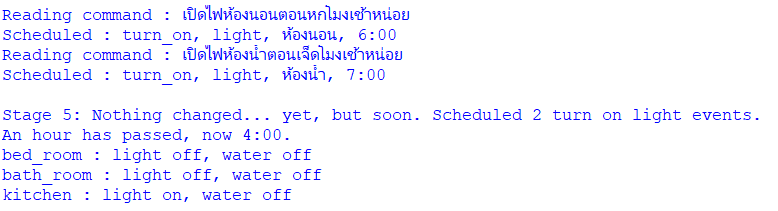 Reading command : เปิดไฟห้องนอนตอนหกโมงเช้าหน่อย
Scheduled : turn_on, light, ห้องนอน, 6:00
Reading command : เปิดไฟห้องน้ำตอนเจ็ดโมงเช้าหน่อย
Scheduled : turn_on, light, ห้องน้ำ, 7:00
Stage 5: Nothing changed... yet, but soon. Scheduled 2 turn on light events.
An hour has passed, now 4:00.
bed_room : light off, water off
bath_room : light off, water off
kitchen : light on, water off